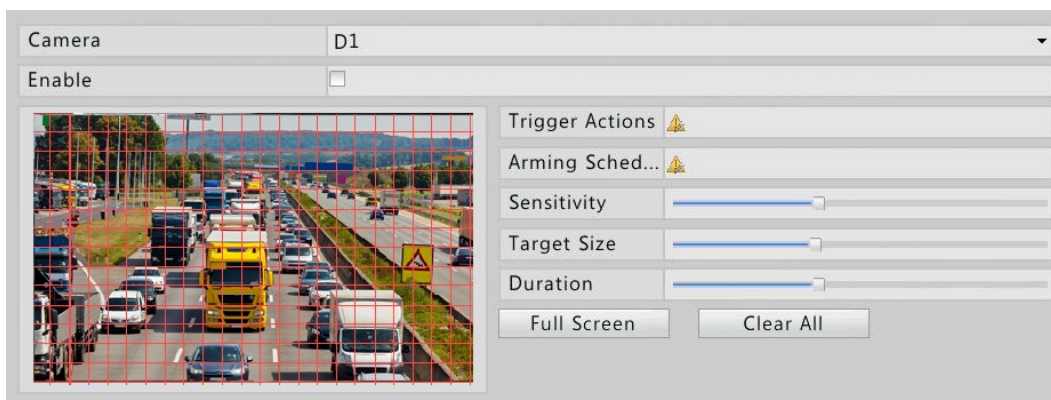 Camera
D1
Enable
Trigger Actions
Arming Sched...
Sensitivity
Target Size
Duration
Full Screen
Clear All